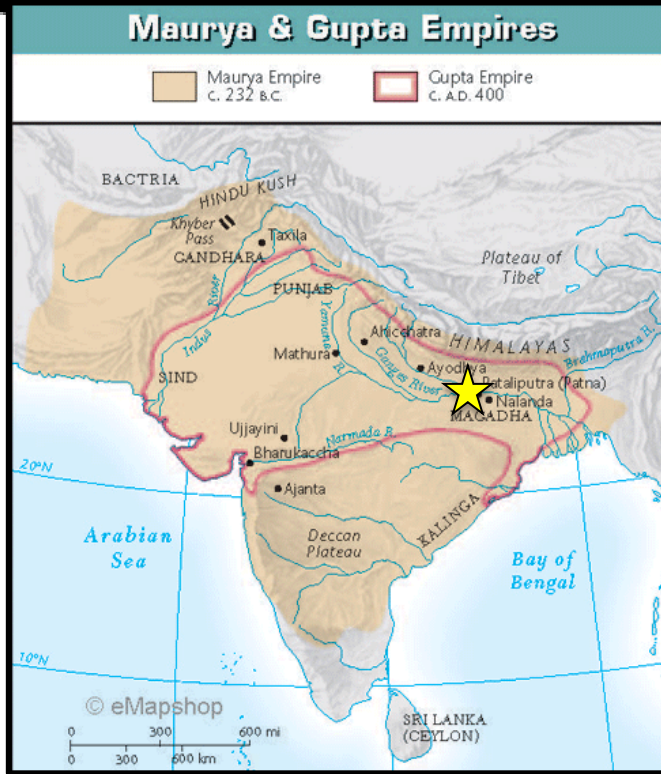 Maurya & Gupta Empires
Maurya Empire
C. 232 B.C.
Gupta Empire
C. A.D. 400
BACTRIA
HINDU KUSH
Khyber
Pass
Taxila
GANDHARA
Plateau of
Tibet
PUNJAB
Indus
River
Yamuna
R.
Ahicchatra
HIMALAYAS
Brahmaputra R.
Mathura
Ganges River
Ayodhya
SIND
Pataliputra (Patna)
Nalanda
MAGADHA
Ujjayini
Narmada R.
Bharukaccha
20°N
Ajanta
KALINGA
Arabian
Sea
Deccan
Plateau
Bay of
Bengal
10°N
© eMapshop
0 300 600 mi
0 300 600 km
SRI LANKA
(CEYLON)